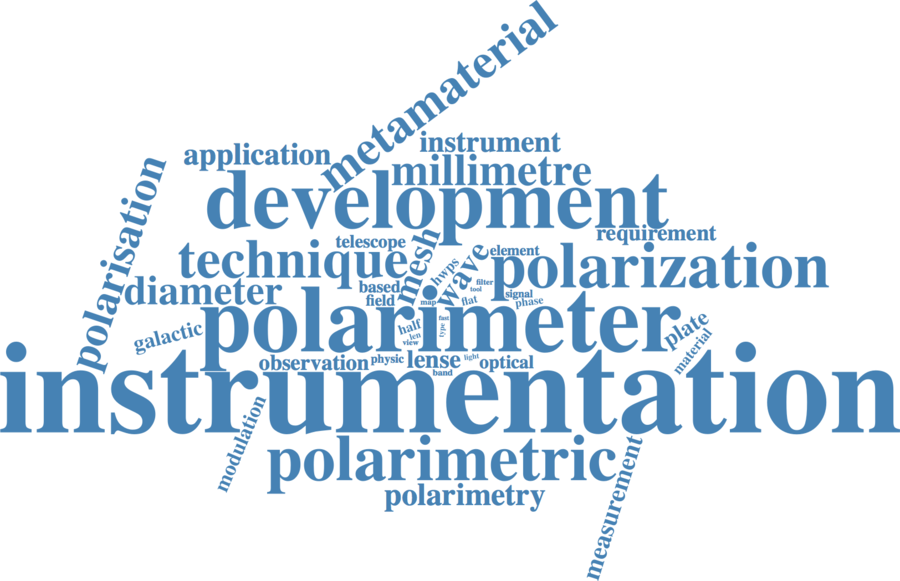 metamaterial
instrument
application
millimetre
development
polarisation
requirement
telescope
mesh
wave
element
technique
polarization
hwps
filter
tool
diameter
based
signal
field
map
flat
phase
polarimeter
fast
half
type
plate
galactic
len
view
material
observation
physic
lense
light
optical
band
instrumentation
modulation
polarimetric
measurement
polarimetry